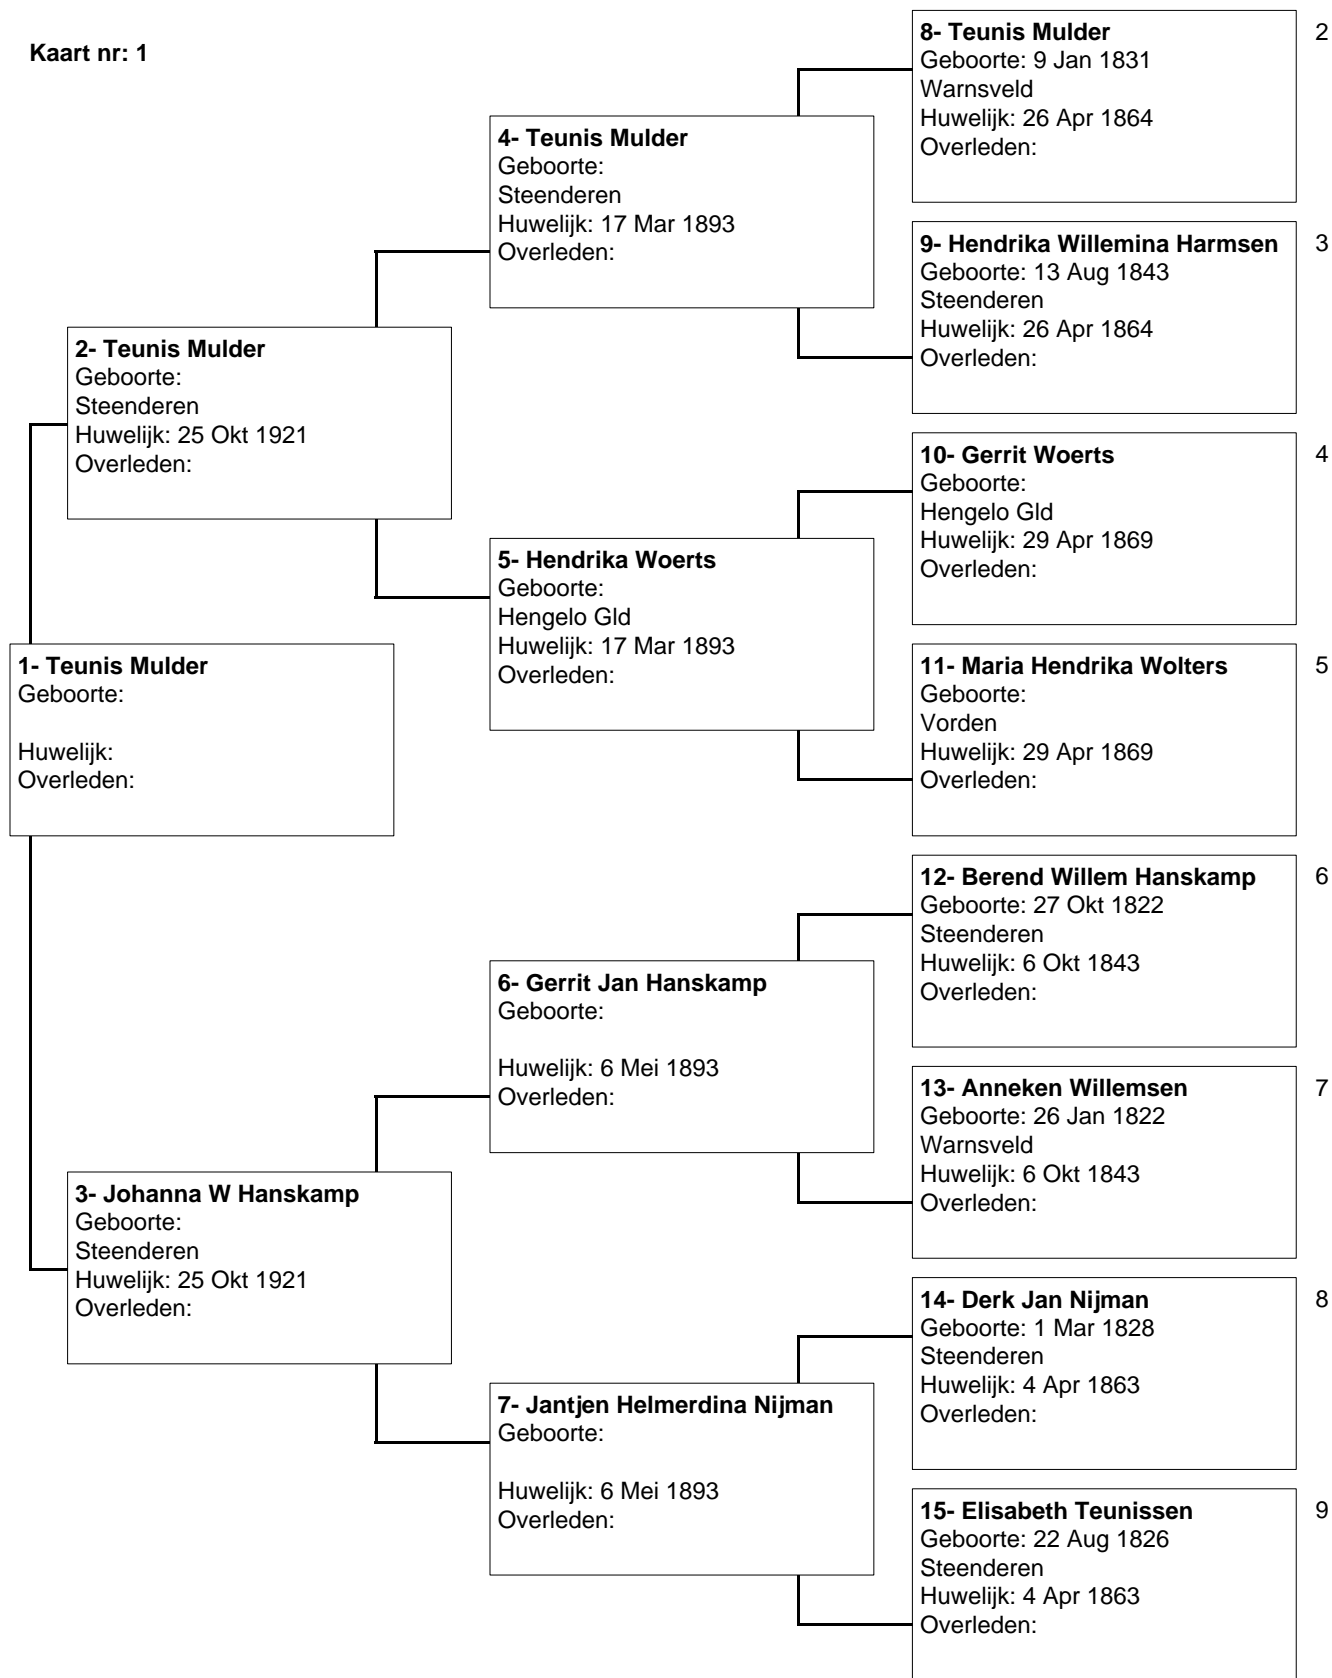 Kaart nr: 1
1- Teunis Mulder
Geboorte:
Huwelijk:
Overleden:
2- Teunis Mulder
Geboorte:
Steenderen
Huwelijk: 25 Okt 1921
Overleden:
3- Johanna W Hanskamp
Geboorte:
Steenderen
Huwelijk: 25 Okt 1921
Overleden:
4- Teunis Mulder
Geboorte:
Steenderen
Huwelijk: 17 Mar 1893
Overleden:
5- Hendrika Woerts
Geboorte:
Hengelo Gld
Huwelijk: 17 Mar 1893
Overleden:
6- Gerrit Jan Hanskamp
Geboorte:
Huwelijk: 6 Mei 1893
Overleden:
7- Jantjen Helmerdina Nijman
Geboorte:
Huwelijk: 6 Mei 1893
Overleden:
8- Teunis Mulder
Geboorte: 9 Jan 1831
Warnsveld
Huwelijk: 26 Apr 1864
Overleden:
2
9- Hendrika Willemina Harmsen
Geboorte: 13 Aug 1843
Steenderen
Huwelijk: 26 Apr 1864
Overleden:
3
10- Gerrit Woerts
Geboorte:
Hengelo Gld
Huwelijk: 29 Apr 1869
Overleden:
4
11- Maria Hendrika Wolters
Geboorte:
Vorden
Huwelijk: 29 Apr 1869
Overleden:
5
12- Berend Willem Hanskamp
Geboorte: 27 Okt 1822
Steenderen
Huwelijk: 6 Okt 1843
Overleden:
6
13- Anneken Willemsen
Geboorte: 26 Jan 1822
Warnsveld
Huwelijk: 6 Okt 1843
Overleden:
7
14- Derk Jan Nijman
Geboorte: 1 Mar 1828
Steenderen
Huwelijk: 4 Apr 1863
Overleden:
8
15- Elisabeth Teunissen
Geboorte: 22 Aug 1826
Steenderen
Huwelijk: 4 Apr 1863
Overleden:
9